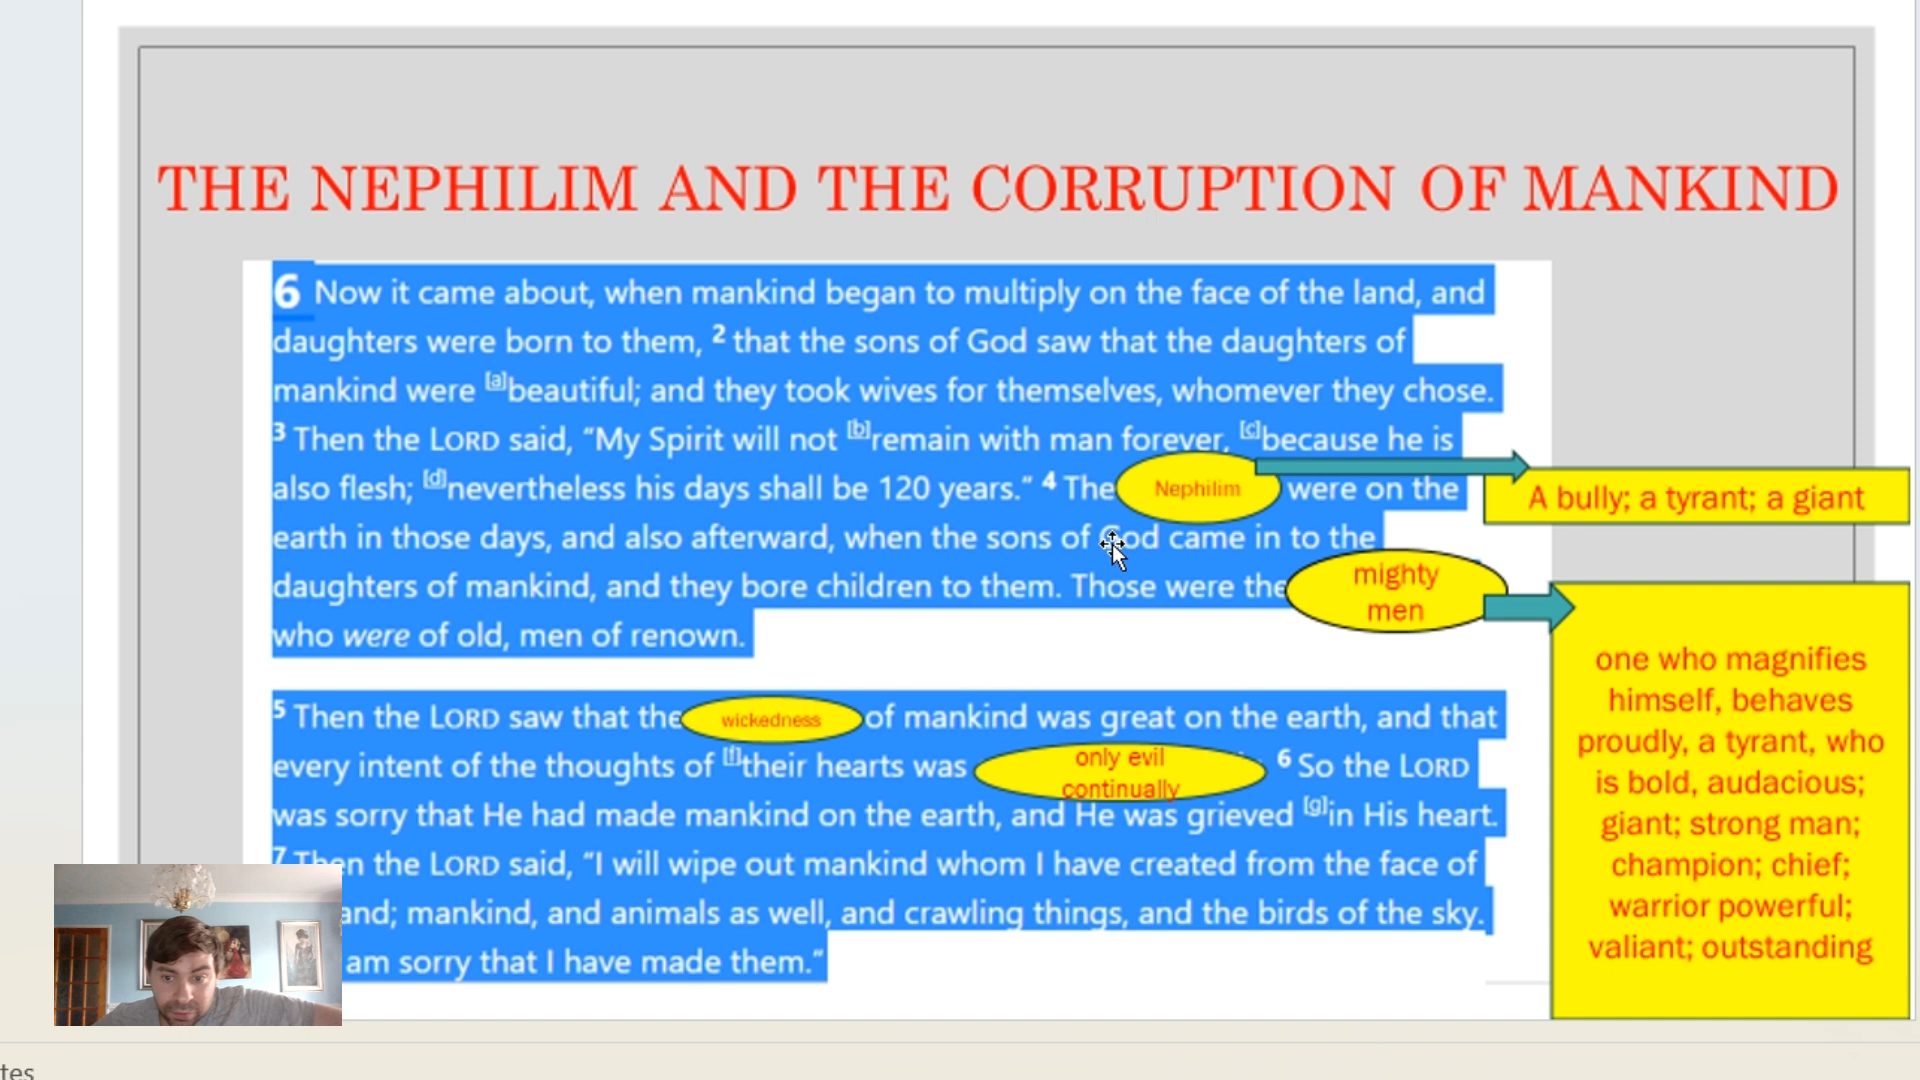 THE NEPHILIM AND THE CORRUPTION OF MANKIND
6 Now it came about, when mankind began to multiply on the face of the land, and
daughters were born to them, 2 that the sons of God saw that the daughters of
mankind were [a]beautiful; and they took wives for themselves, whomever they chose.
3 Then the LORD said, “My Spirit will not [b]remain with man forever, [c]because he is
also flesh; [d]nevertheless his days shall be 120 years.” 4 The Nephilim were on the
earth in those days, and also afterward, when the sons of God came in to the
daughters of mankind, and they bore children to them. Those were the mighty men
who were of old, men of renown.
A bully; a tyrant; a giant
5 Then the LORD saw that the wickedness of mankind was great on the earth, and that
every intent of the thoughts of [f]their hearts was only evil continually 6 So the LORD
was sorry that He had made mankind on the earth, and He was grieved [g]in His heart.
7 Then the LORD said, “I will wipe out mankind whom I have created from the face of
and; mankind, and animals as well, and crawling things, and the birds of the sky.
am sorry that I have made them.”
one who magnifies
himself, behaves
proudly, a tyrant, who
is bold, audacious;
giant; strong man;
champion; chief;
warrior powerful;
valiant; outstanding
tes